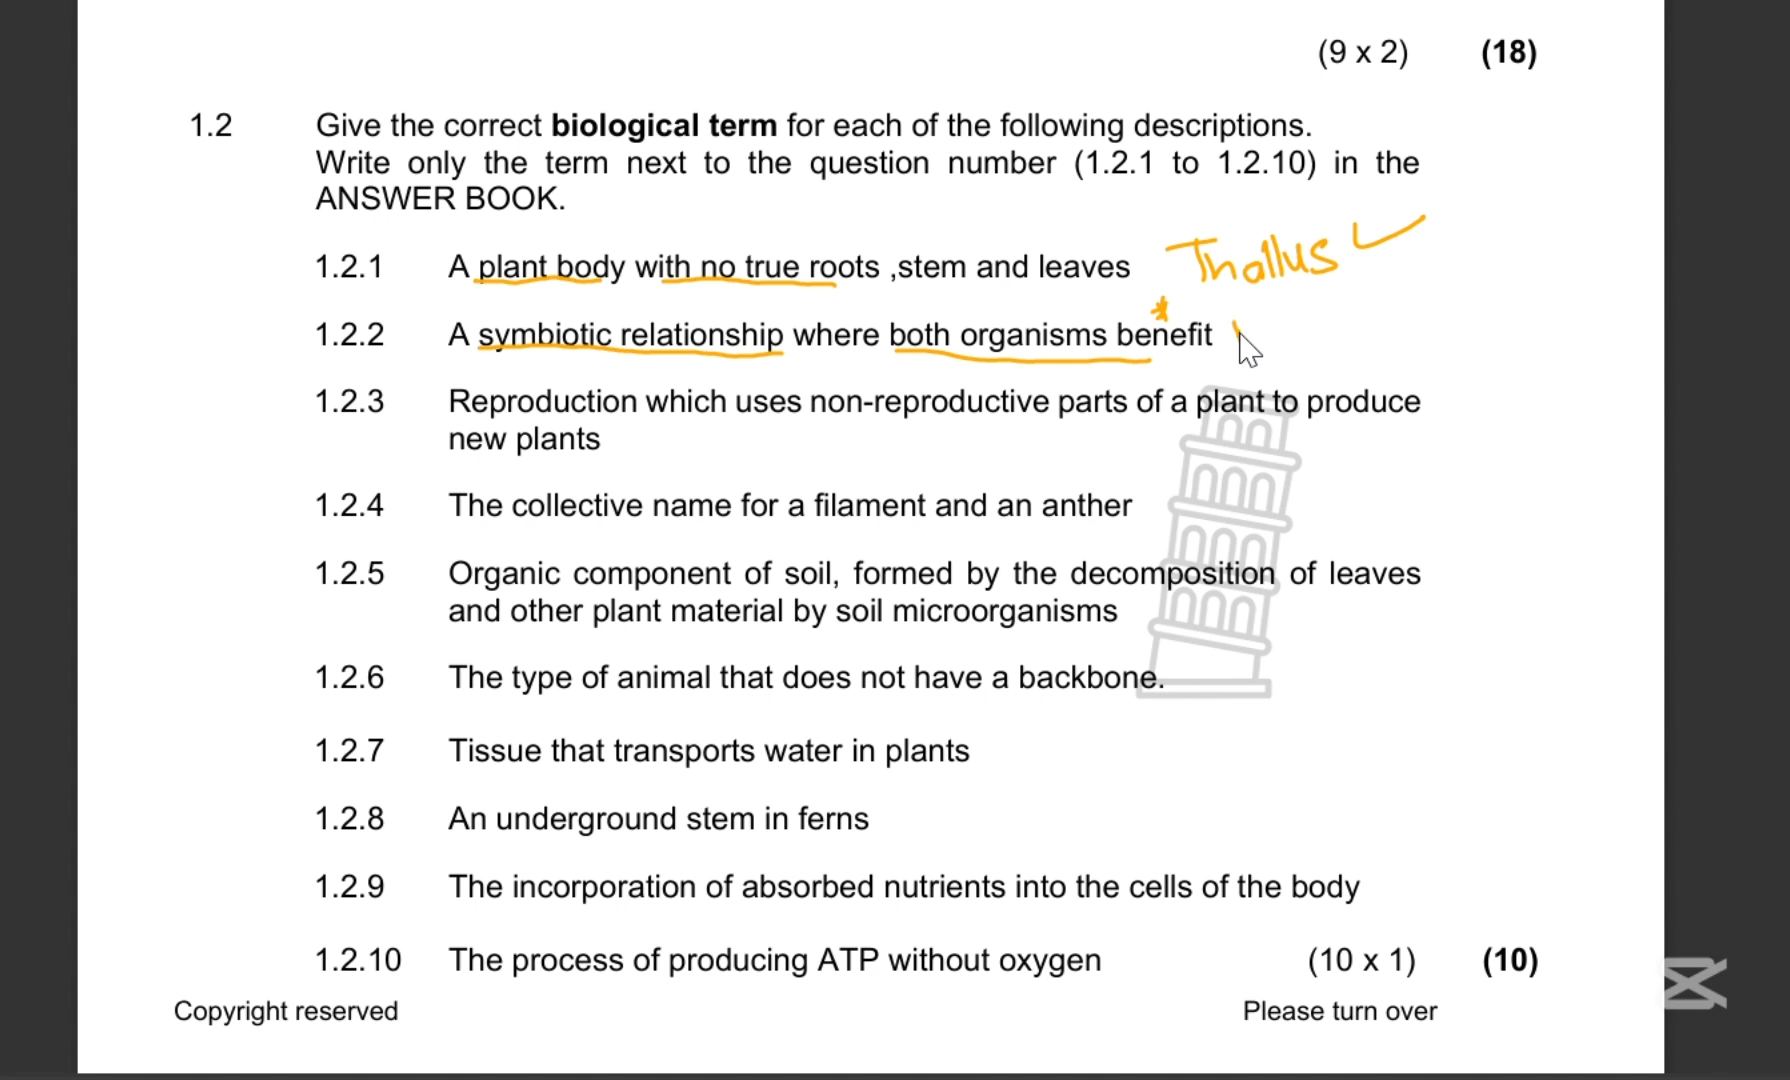 (9 x 2) (18)
1.2 Give the correct biological term for each of the following descriptions.
Write only the term next to the question number (1.2.1 to 1.2.10) in the
ANSWER BOOK.
1.2.1 A plant body with no true roots ,stem and leaves Thallus
1.2.2 A symbiotic relationship where both organisms benefit
1.2.3 Reproduction which uses non-reproductive parts of a plant to produce
new plants
1.2.4 The collective name for a filament and an anther
1.2.5 Organic component of soil, formed by the decomposition of leaves
and other plant material by soil microorganisms
1.2.6 The type of animal that does not have a backbone.
1.2.7 Tissue that transports water in plants
1.2.8 An underground stem in ferns
1.2.9 The incorporation of absorbed nutrients into the cells of the body
1.2.10 The process of producing ATP without oxygen (10 x 1) (10)
Copyright reserved Please turn over